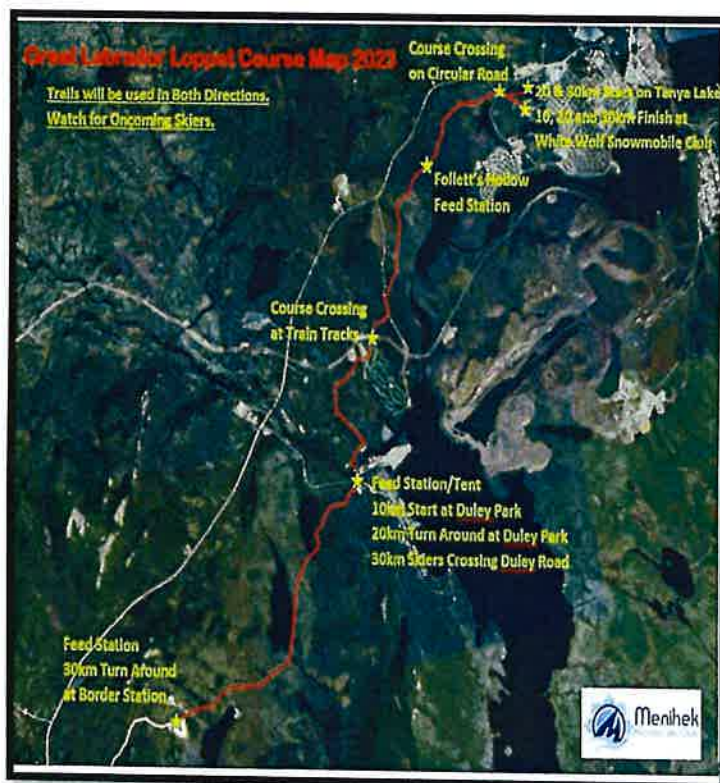 Great Labrador Loppet Course Map 2023
Trails will be used in Both Directions.
Watch for Oncoming Skiers.
Course Crossing
on Circular Road
20 & 30km Start on Tanya Lake
10, 20 and 30km Finish at
White Wolf Snowmobile Club
Follett's Hollow
Feed Station
Course Crossing
at Train Tracks
Feed Station/Tent
10km Start at Duley Park
20km Turn Around at Duley Park
30km Skiers Crossing Duley Road
Feed Station
30km Turn Around
at Border Station
Menihek